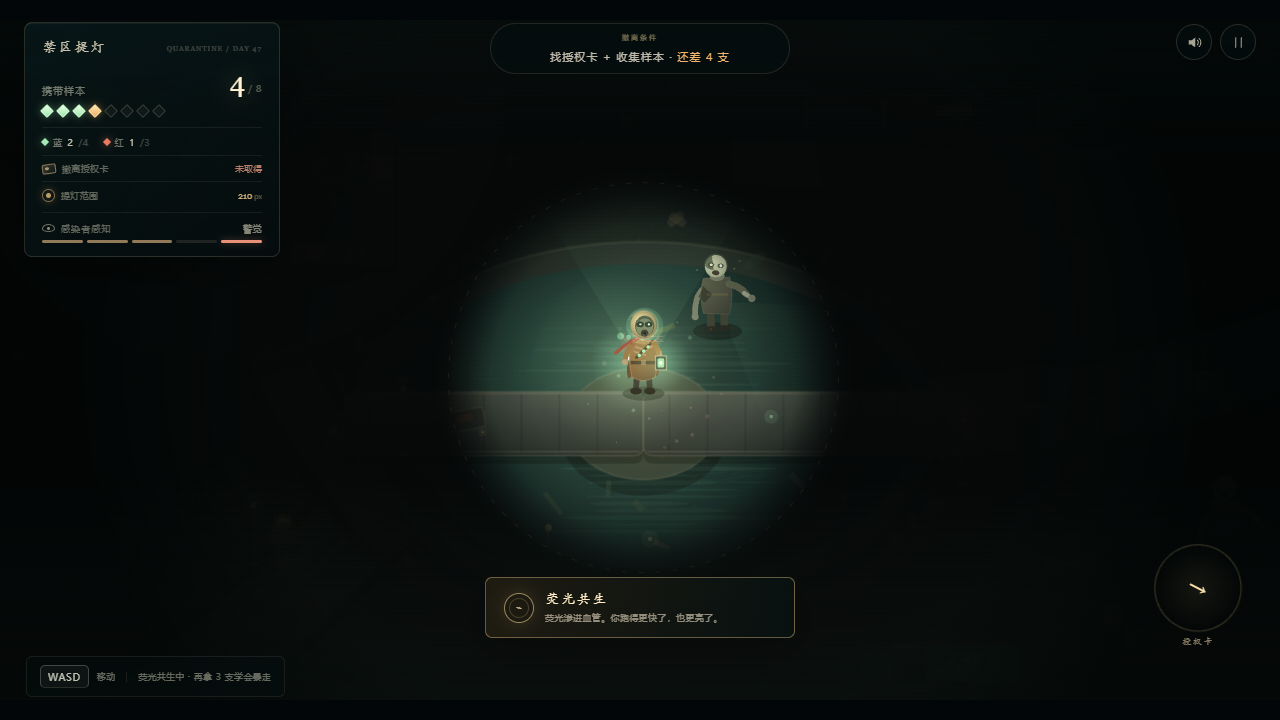 禁区提灯 QUARANTINE / DAY 47
携带样本 4 / 8
蓝 2 /4 红 1 /3
撤离授权卡 未取得
提灯范围 210 px
感染者感知 警觉
撤离条件
找授权卡 + 收集样本 · 还差 4 支
荧光共生
荧光渗进血管。你跑得更快了，也更亮了。
授权卡
WASD 移动 荧光共生中 · 再拿 3 支学会暴走